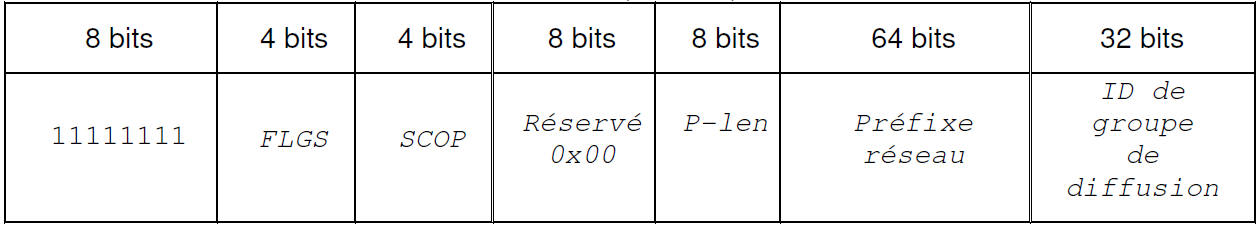 8 bits 4 bits 4 bits 8 bits 8 bits 64 bits 32 bits
11111111 FLGS SCOP Réservé 0x00 P-len Préfixe réseau ID de groupe de diffusion